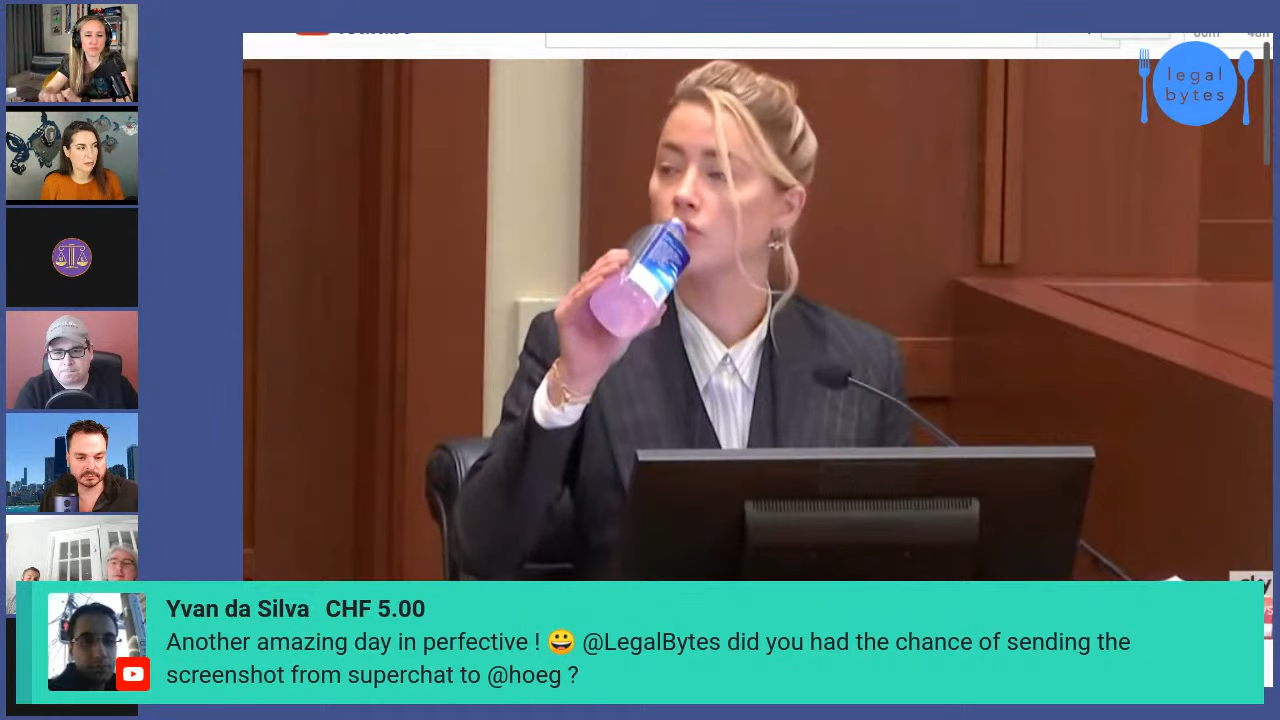 legal
bytes
Yvan da Silva CHF 5.00
Another amazing day in perfective ! 😀 @LegalBytes did you had the chance of sending the
screenshot from superchat to @hoeg ?